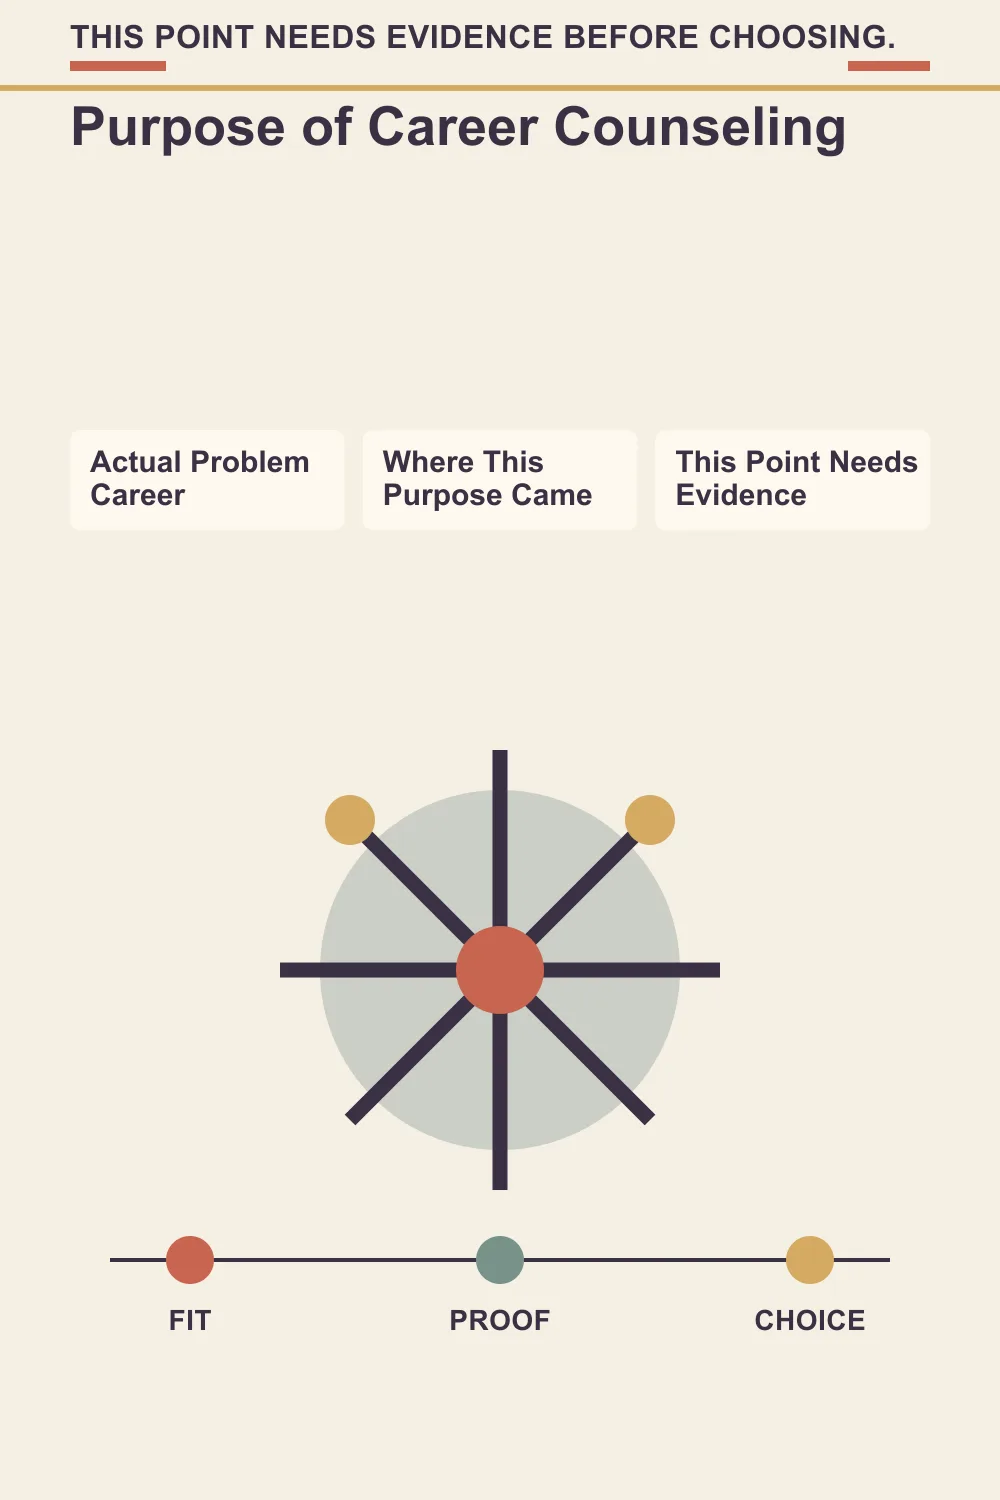 THIS POINT NEEDS EVIDENCE BEFORE CHOOSING.
Purpose of Career Counseling
Actual Problem
Career
Where This
Purpose Came
This Point Needs
Evidence
FIT
PROOF
CHOICE